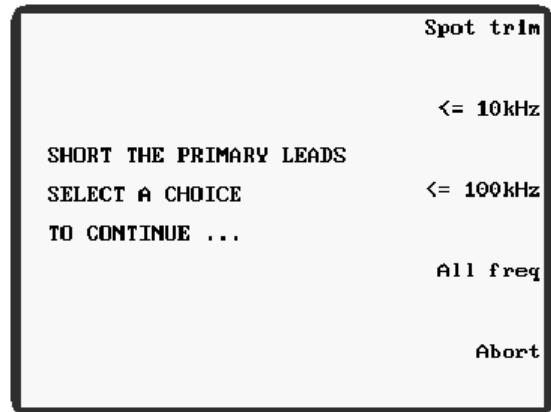 Spot trim
<= 10kHz
SHORT THE PRIMARY LEADS
SELECT A CHOICE
<= 100kHz
TO CONTINUE ...
All freq
Abort